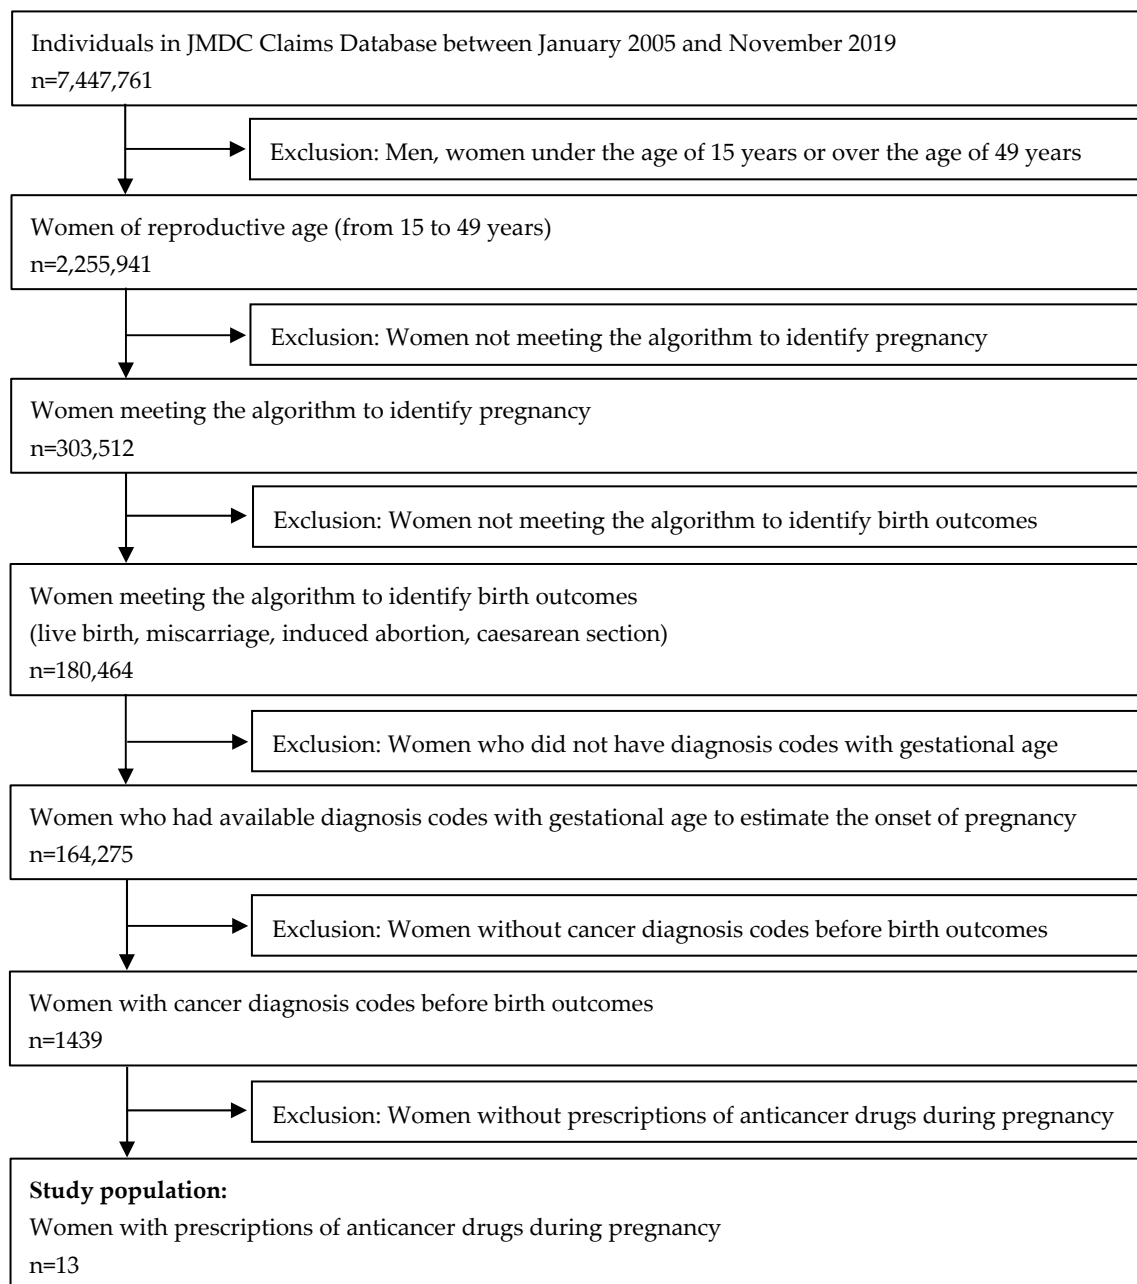 Individuals in JMDC Claims Database between January 2005 and November 2019
n=7,447,761
Exclusion: Men, women under the age of 15 years or over the age of 49 years
Women of reproductive age (from 15 to 49 years)
n=2,255,941
Exclusion: Women not meeting the algorithm to identify pregnancy
Women meeting the algorithm to identify pregnancy
n=303,512
Exclusion: Women not meeting the algorithm to identify birth outcomes
Women meeting the algorithm to identify birth outcomes
(live birth, miscarriage, induced abortion, caesarean section)
n=180,464
Exclusion: Women who did not have diagnosis codes with gestational age
Women who had available diagnosis codes with gestational age to estimate the onset of pregnancy
n=164,275
Exclusion: Women without cancer diagnosis codes before birth outcomes
Women with cancer diagnosis codes before birth outcomes
n=1439
Exclusion: Women without prescriptions of anticancer drugs during pregnancy
Study population:
Women with prescriptions of anticancer drugs during pregnancy
n=13